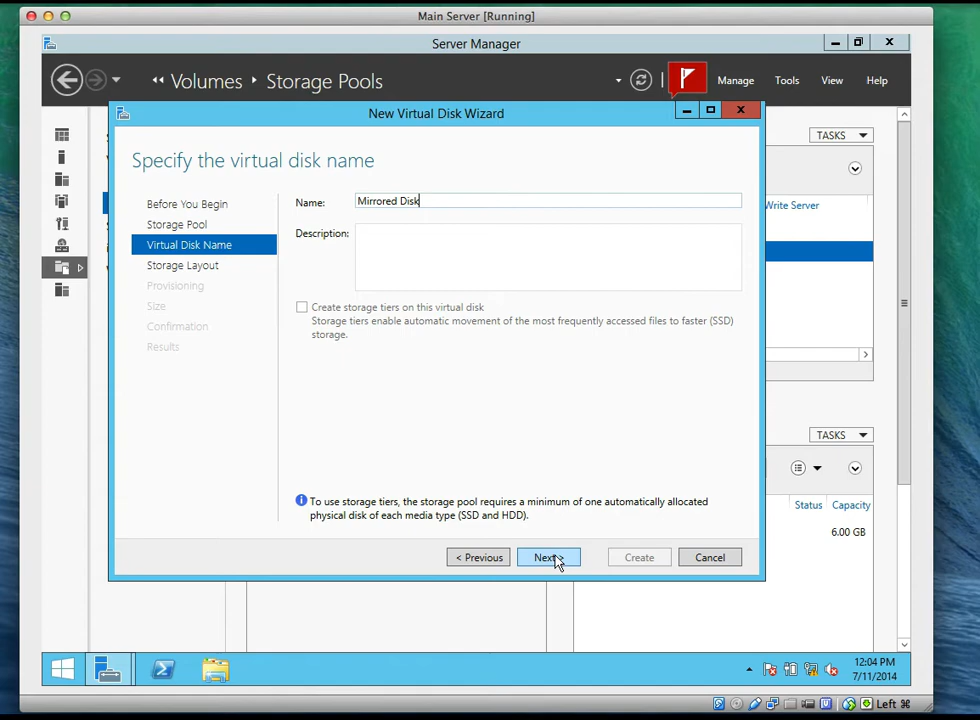 Main Server [Running]
Server Manager
Volumes Storage Pools
Manage Tools View Help
New Virtual Disk Wizard
TASKS
Specify the virtual disk name
Before You Begin
Storage Pool
Virtual Disk Name
Storage Layout
Provisioning
Size
Confirmation
Results
Name: Mirrored Disk
Description:
Create storage tiers on this virtual disk
Storage tiers enable automatic movement of the most frequently accessed files to faster (SSD)
storage.
Write Server
To use storage tiers, the storage pool requires a minimum of one automatically allocated
physical disk of each media type (SSD and HDD).
TASKS
Status Capacity
6.00 GB
< Previous Next > Create Cancel
12:04 PM
7/11/2014
Left ⌘